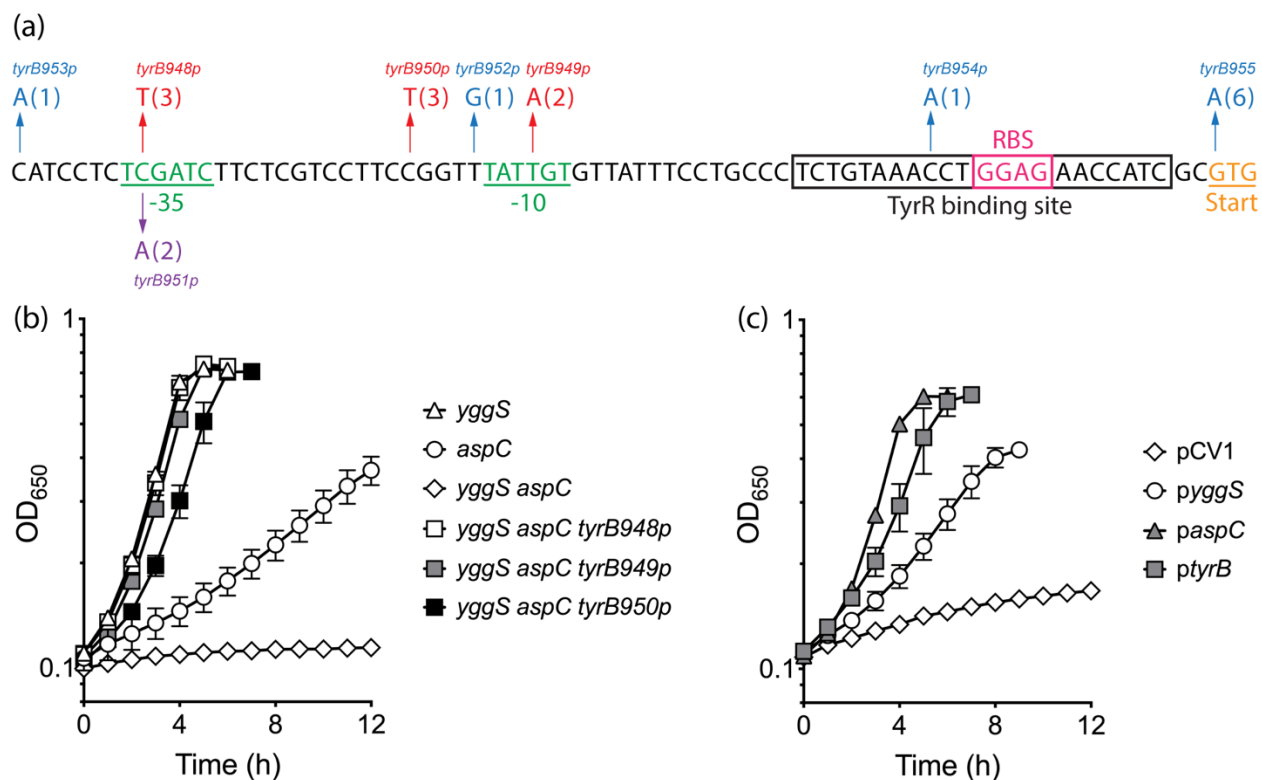 (a)
tyrB953p tyrB948p tyrB950p tyrB952p tyrB949p tyrB954p tyrB955
A(1) T(3) T(3) G(1) A(2) A(1) A(6)
RBS
CATCCTCTCGATCTTCTCGTCCTTCCGGTTTATTGTGTTATTTCCTGCCCTCTGTAAACCTGGAGAACCATCGCGTG
-35 -10 TyrR binding site Start
A(2)
tyrB951p
(b)
1
OD650
0.1
0 4 8 12
Time (h)
yggS
aspC
yggS aspC
yggS aspC tyrB948p
yggS aspC tyrB949p
yggS aspC tyrB950p
(c)
1
OD650
0.1
0 4 8 12
Time (h)
pCV1
pyggS
paspC
ptyrB